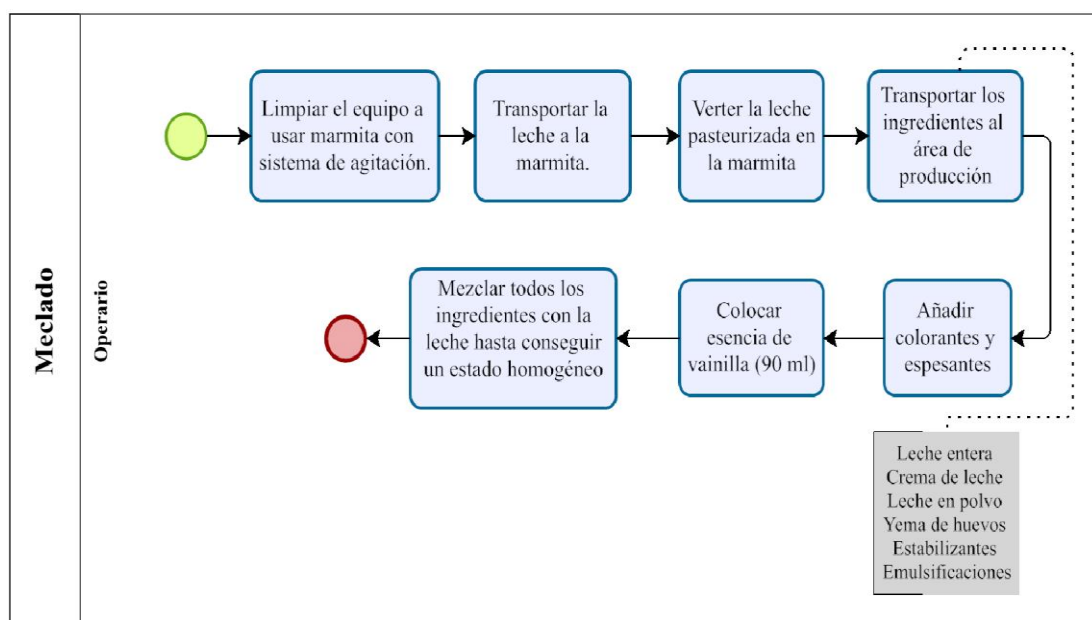 Meclado
Operario
Limpiar el equipo a
usar marmita con
sistema de agitación.
Transportar la
leche a la
marmita.
Verter la leche
pasteurizada en
la marmita
Transportar los
ingredientes al
área de
producción
Añadir
colorantes y
espesantes
Colocar
esencia de
vainilla (90 ml)
Mezclar todos los
ingredientes con la
leche hasta conseguir
un estado homogéneo
Leche entera
Crema de leche
Leche en polvo
Yema de huevos
Estabilizantes
Emulsificaciones